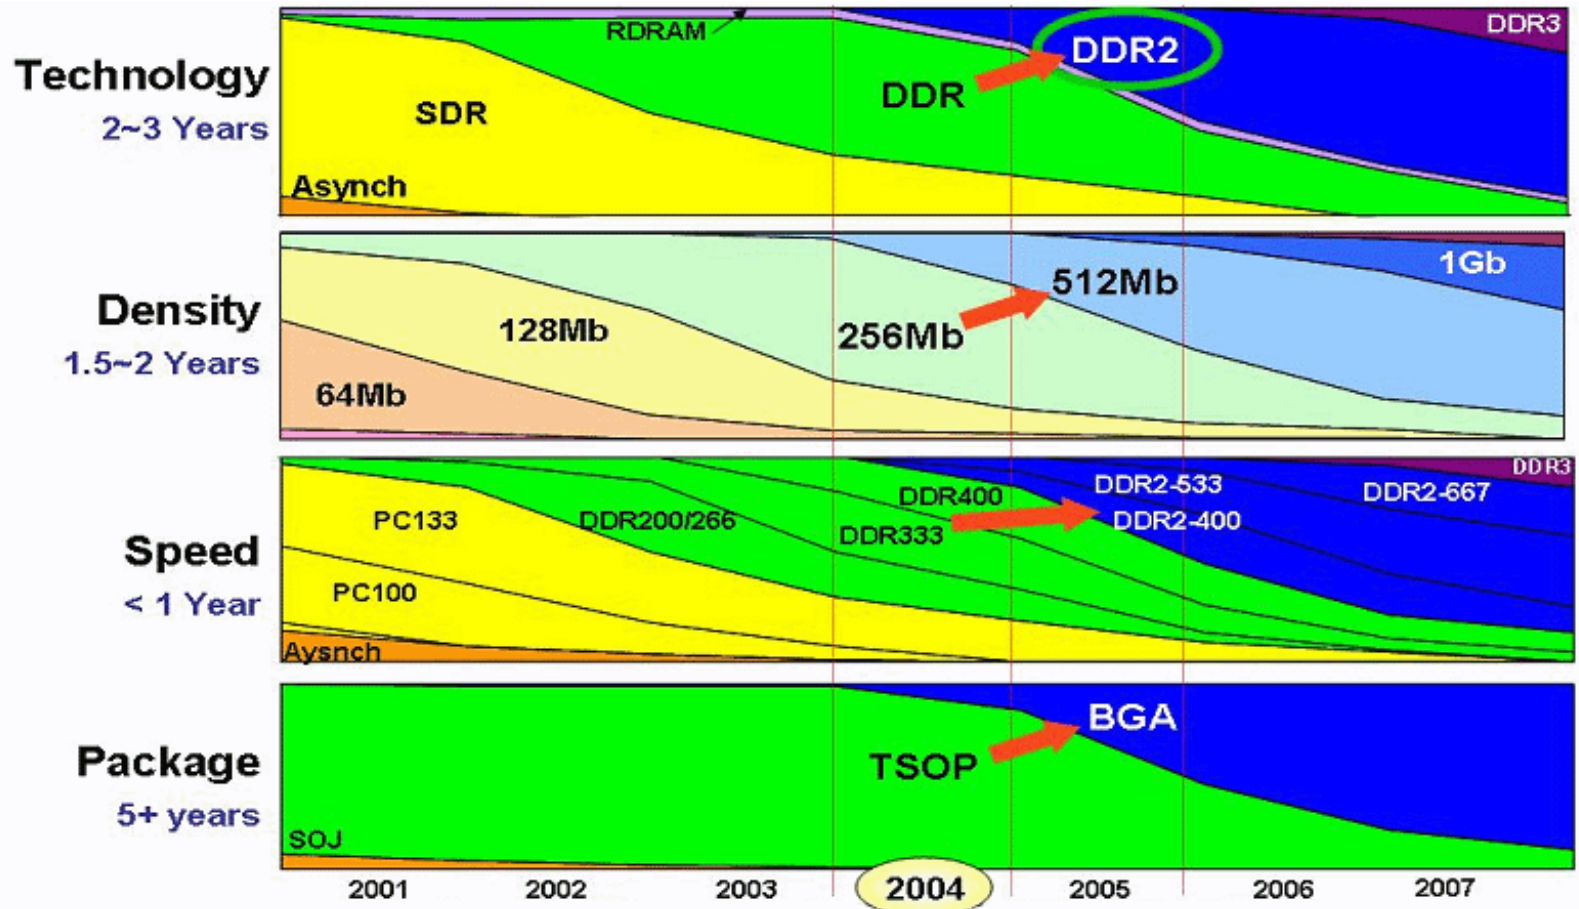 Technology
2~3 Years
RDRAM
DDR3
DDR2
DDR
SDR
Asynch
Density
1.5~2 Years
1Gb
512Mb
256Mb
128Mb
64Mb
Speed
< 1 Year
DDR3
DDR2-667
DDR2-533
DDR2-400
DDR400
DDR333
DDR200/266
PC133
PC100
Aysnch
Package
5+ years
BGA
TSOP
SOJ
2001 2002 2003 2004 2005 2006 2007